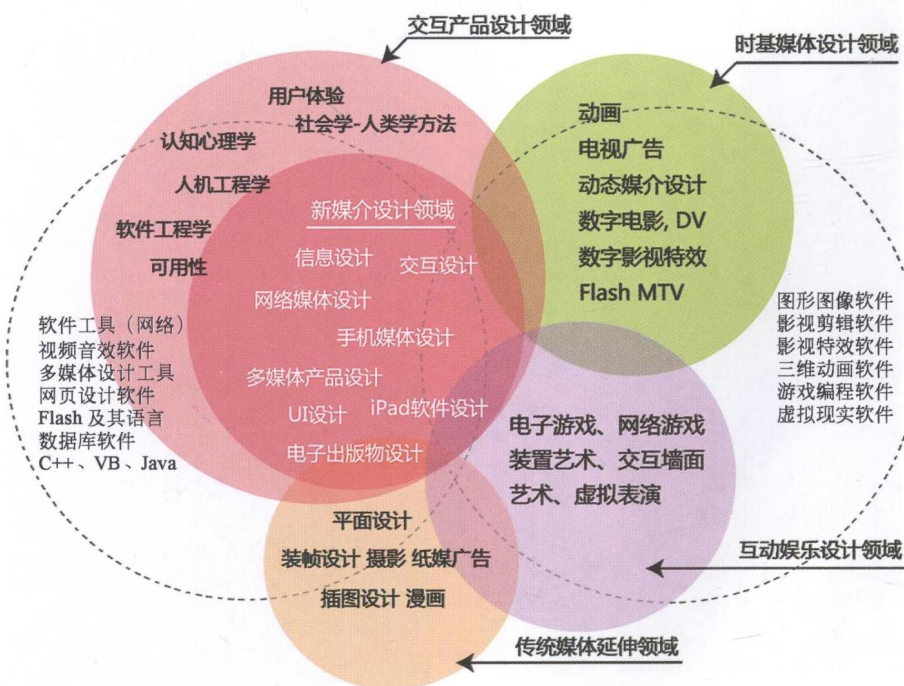 交互产品设计领域
时基媒体设计领域
用户体验
社会学-人类学方法
认知心理学
人机工程学
软件工程学
可用性
新媒介设计领域
信息设计
交互设计
网络媒体设计
手机媒体设计
多媒体产品设计
UI设计
iPad软件设计
电子出版物设计
动画
电视广告
动态媒介设计
数字电影, DV
数字影视特效
Flash MTV
软件工具（网络）
视频音效软件
多媒体设计工具
网页设计软件
Flash 及其语言
数据库软件
C++、VB、Java
图形图像软件
影视剪辑软件
影视特效软件
三维动画软件
游戏编程软件
虚拟现实软件
电子游戏、网络游戏
装置艺术、交互墙面
艺术、虚拟表演
平面设计
装帧设计 摄影 纸媒广告
插图设计 漫画
互动娱乐设计领域
传统媒体延伸领域